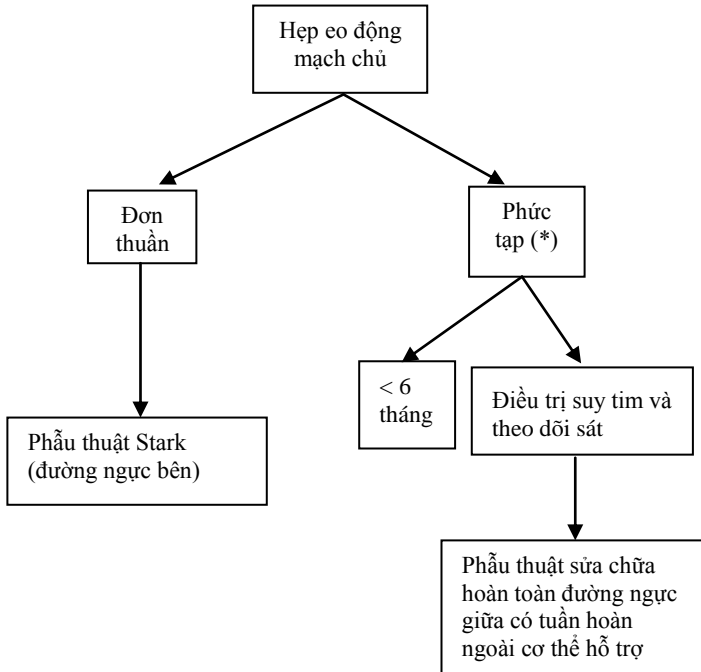 Hẹp eo động
mạch chủ
Đơn
thuần
Phức
tạp (*)
< 6
tháng
Điều trị suy tim và
theo dõi sát
Phẫu thuật Stark
(đường ngực bên)
Phẫu thuật sửa chữa
hoàn toàn đường ngực
giữa có tuần hoàn
ngoài cơ thể hỗ trợ